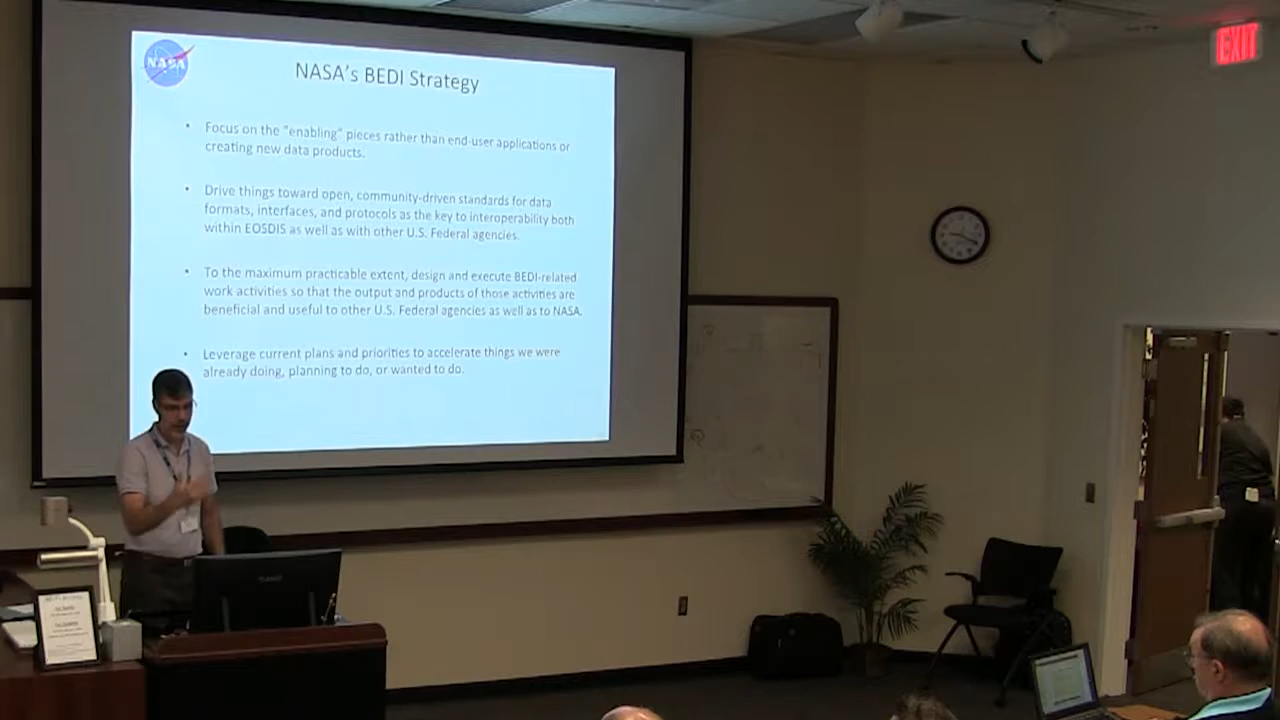 NASA
NASA's BEDI Strategy
• Focus on the "enabling" pieces rather than end-user applications or
creating new data products.
• Drive things toward open, community-driven standards for data
formats, interfaces, and protocols as the key to interoperability both
within EOSDIS as well as with other U.S. Federal agencies.
• To the maximum practicable extent, design and execute BEDI-related
work activities so that the output and products of those activities are
beneficial and useful to other U.S. Federal agencies as well as to NASA.
• Leverage current plans and priorities to accelerate things we were
already doing, planning to do, or wanted to do.
EXIT